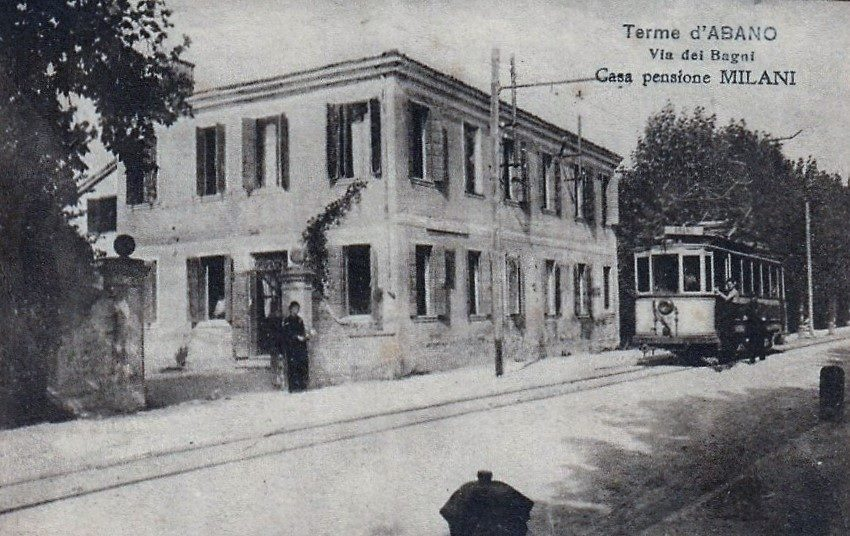 Terme d'ABANO
Via dei Bagni
Casa pensione MILANI